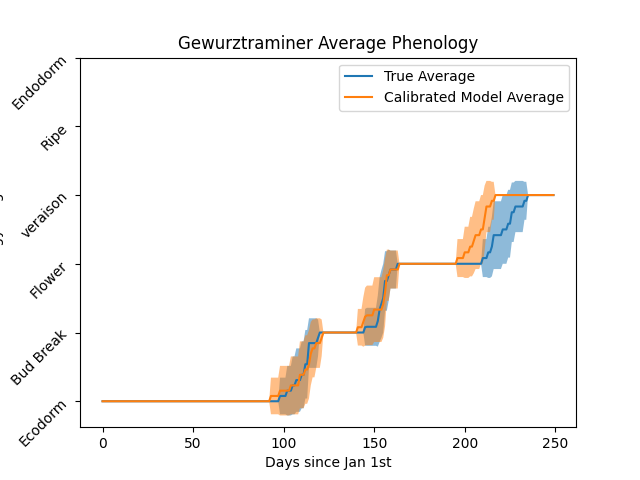 Gewurztraminer Average Phenology
True Average
Calibrated Model Average
Endodorm
Ripe
veraison
Flower
Bud Break
Ecodorm
0 50 100 150 200 250
Days since Jan 1st